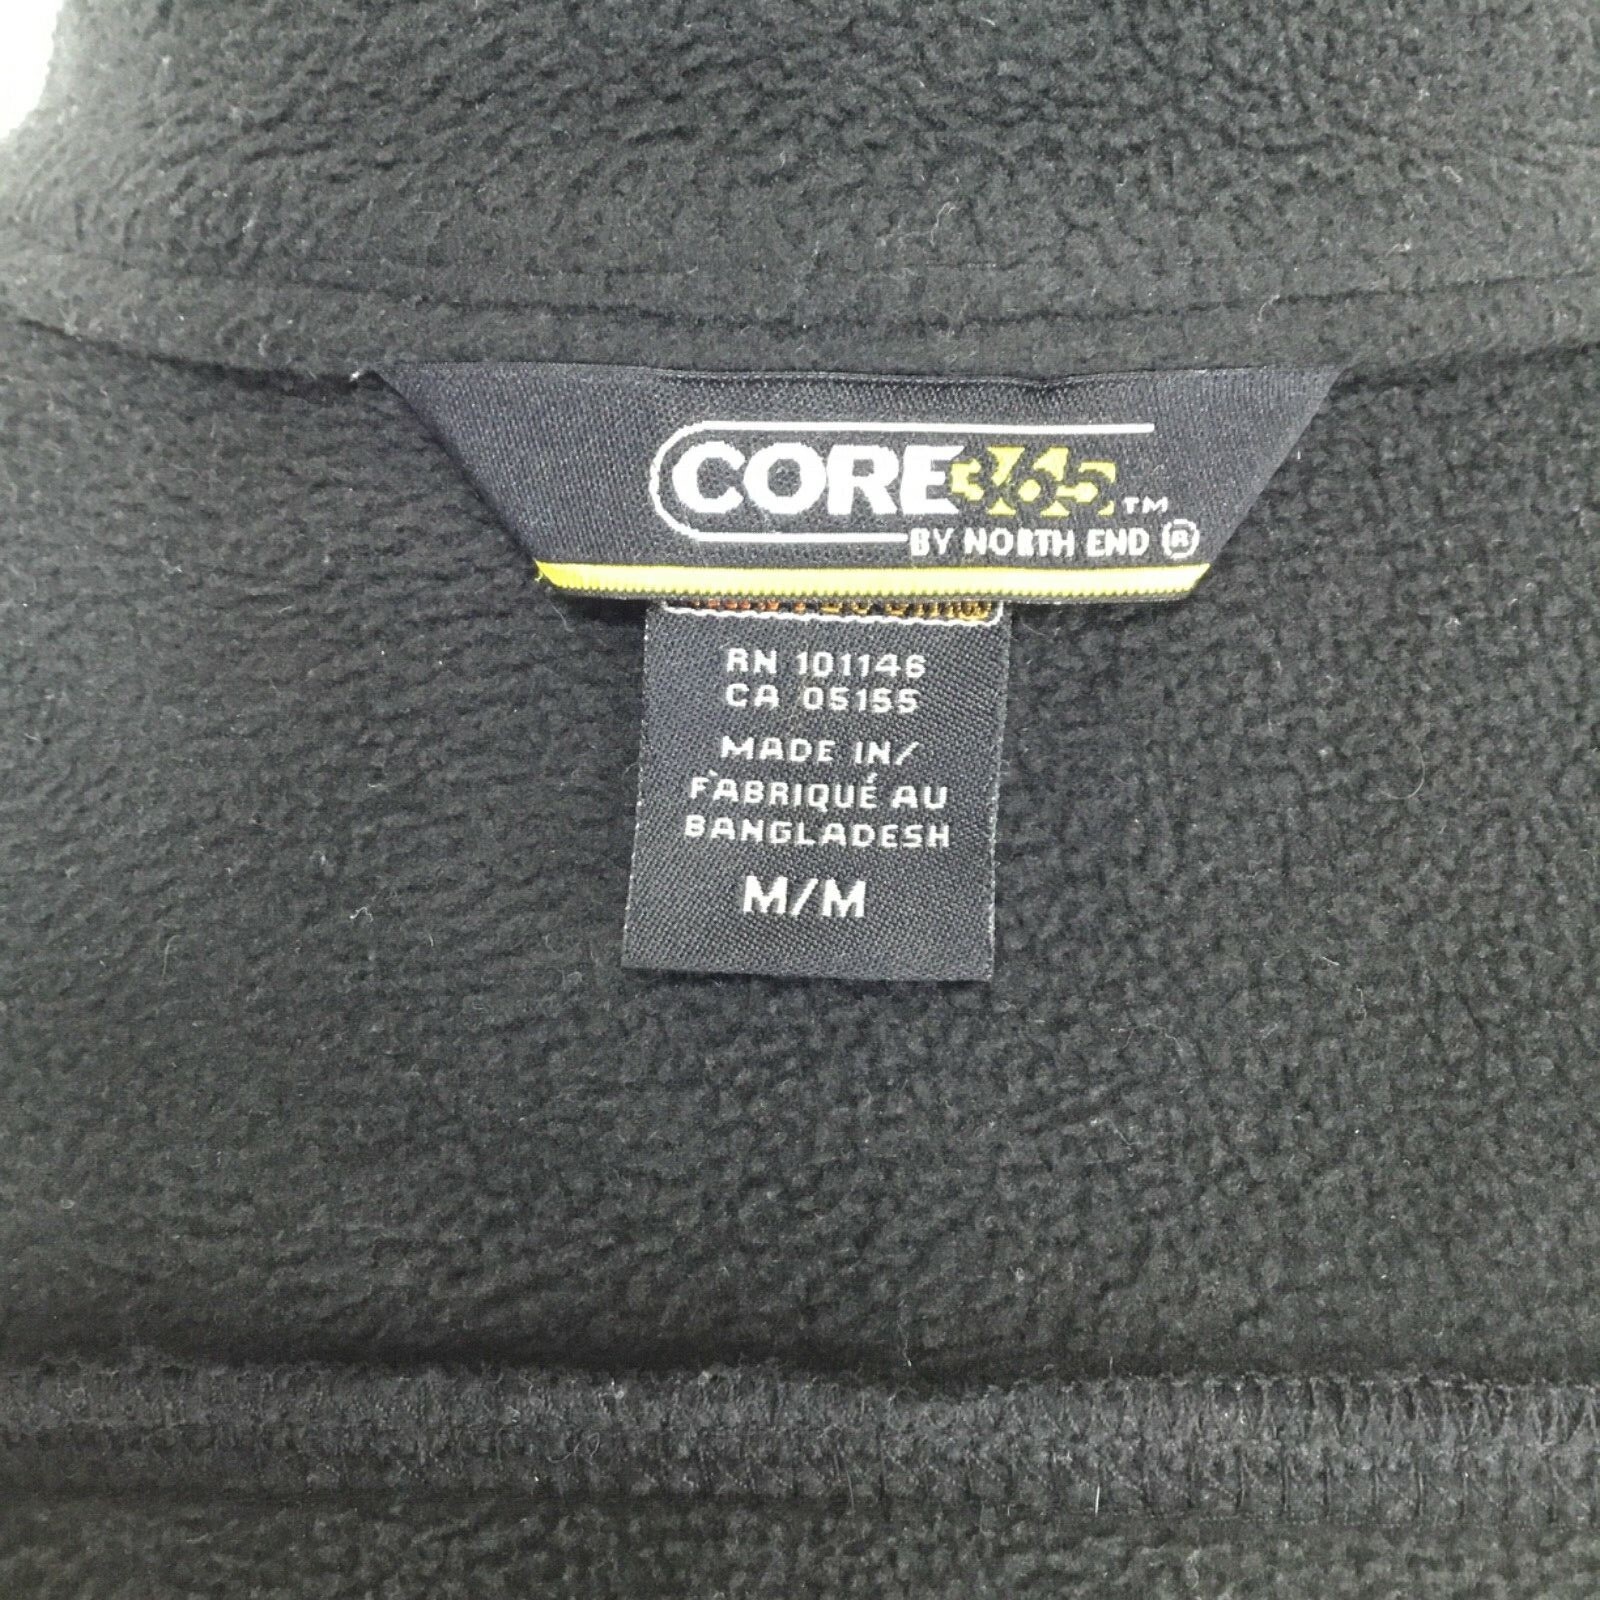 CORE365™
BY NORTH END ®
RN 101146
CA 05155
MADE IN/
FABRIQUÉ AU
BANGLADESH
M/M